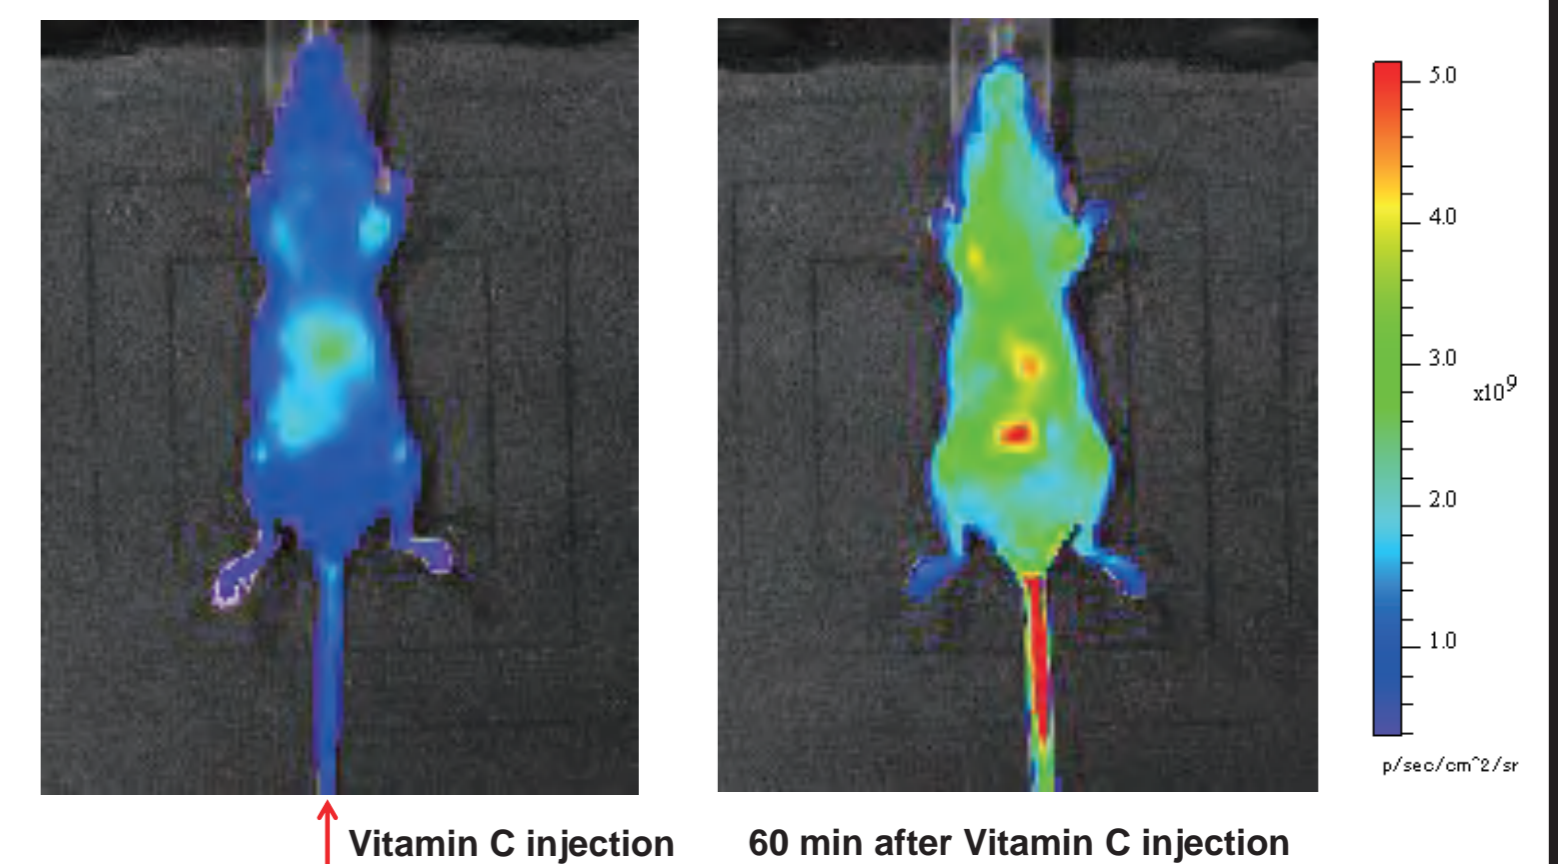 5.0
4.0
3.0
x10^9
2.0
1.0
p/sec/cm^2/sr
Vitamin C injection
60 min after Vitamin C injection